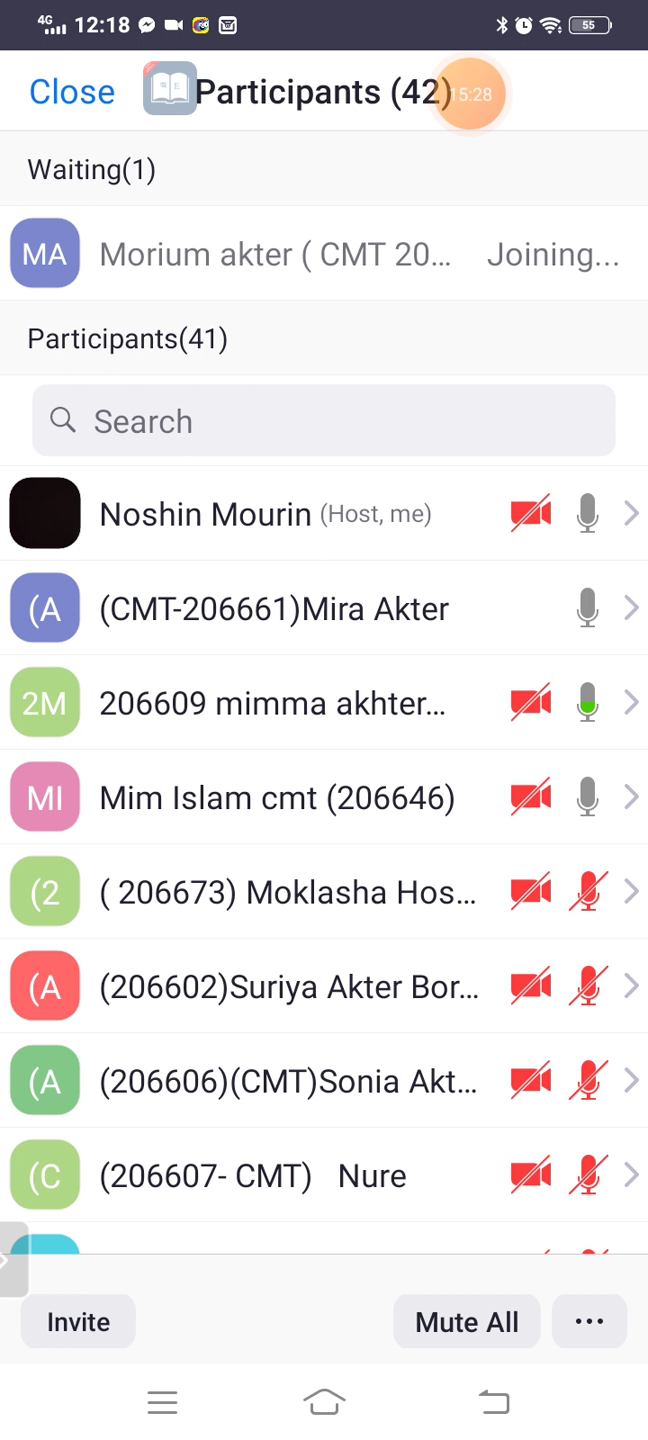 4G 12:18 55
Close Participants (42) 15:28
Waiting(1)
MA Morium akter ( CMT 20... Joining...
Participants(41)
Search
Noshin Mourin (Host, me)
(A (CMT-206661)Mira Akter
2M 206609 mimma akhter...
MI Mim Islam cmt (206646)
(2 ( 206673) Moklasha Hos...
(A (206602)Suriya Akter Bor...
(A (206606)(CMT)Sonia Akt...
(C (206607- CMT) Nure
Invite Mute All ...